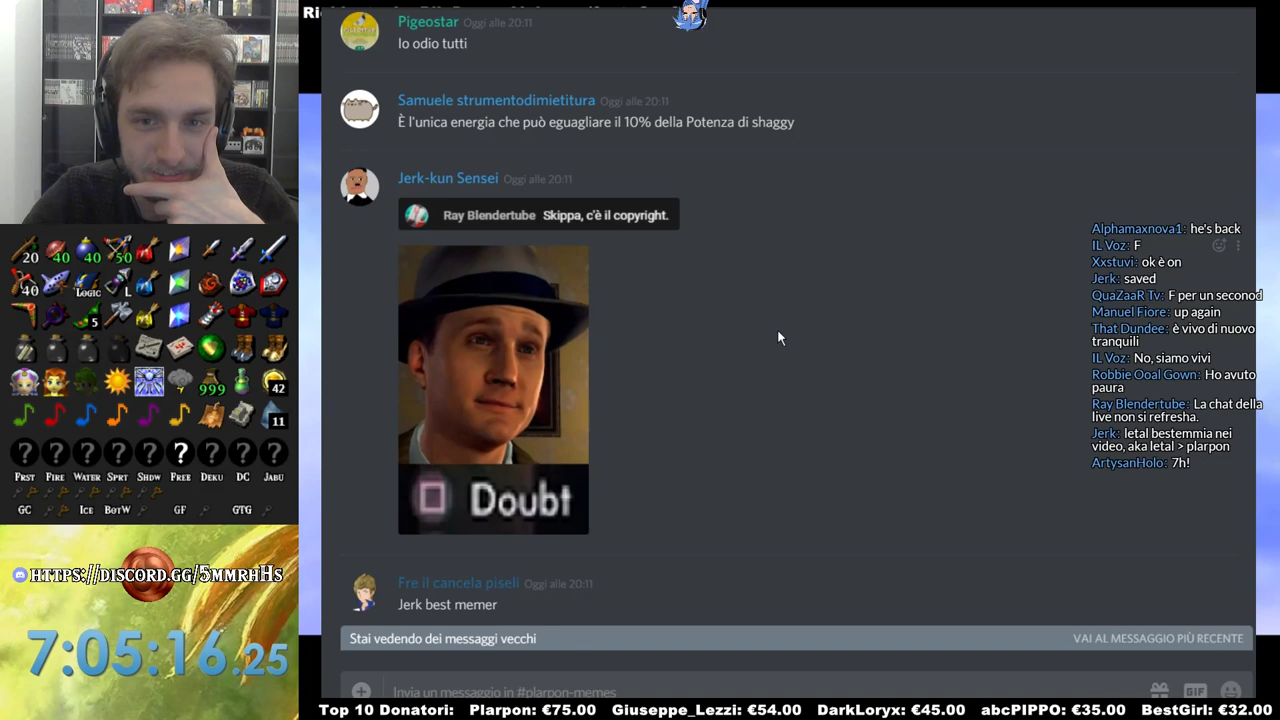 Pigeostar Oggi alle 20:11
Io odio tutti
Samuele strumentodimietitura Oggi alle 20:11
È l'unica energia che può eguagliare il 10% della Potenza di shaggy
Jerk-kun Sensei Oggi alle 20:11
Ray Blendertube Skippa, c'è il copyright.
Doubt
Fre il cancela piseli Oggi alle 20:11
Jerk best memer
Stai vedendo dei messaggi vecchi
VAI AL MESSAGGIO PIÙ RECENTE
Invia un messaggio in #plarpon-memes
GIF
Alphamaxnova1: he's back
IL Voz: F
Xxstuvi: ok è on
Jerk: saved
QuaZaaR Tv: F per un seconod
Manuel Fiore: up again
That Dundee: è vivo di nuovo
tranquili
IL Voz: No, siamo vivi
Robbie Ooal Gown: Ho avuto
paura
Ray Blendertube: La chat della
live non si refresha.
Jerk: letal bestemmia nei
video, aka letal > plarpon
ArtysanHolo: 7h!
20 40 40 50
40 LOGIC L
5
999 42
11
? ? ? ? ? ? ? ? ?
FRST FIRE WATER SPRT SHDW FREE DEKU DC JABU
GC ICE BOTW GF GTG
HTTPS://DISCORD.GG/5MMRHHS
7:05:16.25
Top 10 Donatori: Plarpon: €75.00 Giuseppe_Lezzi: €54.00 DarkLoryx: €45.00 abcPIPPO: €35.00 BestGirl: €32.00